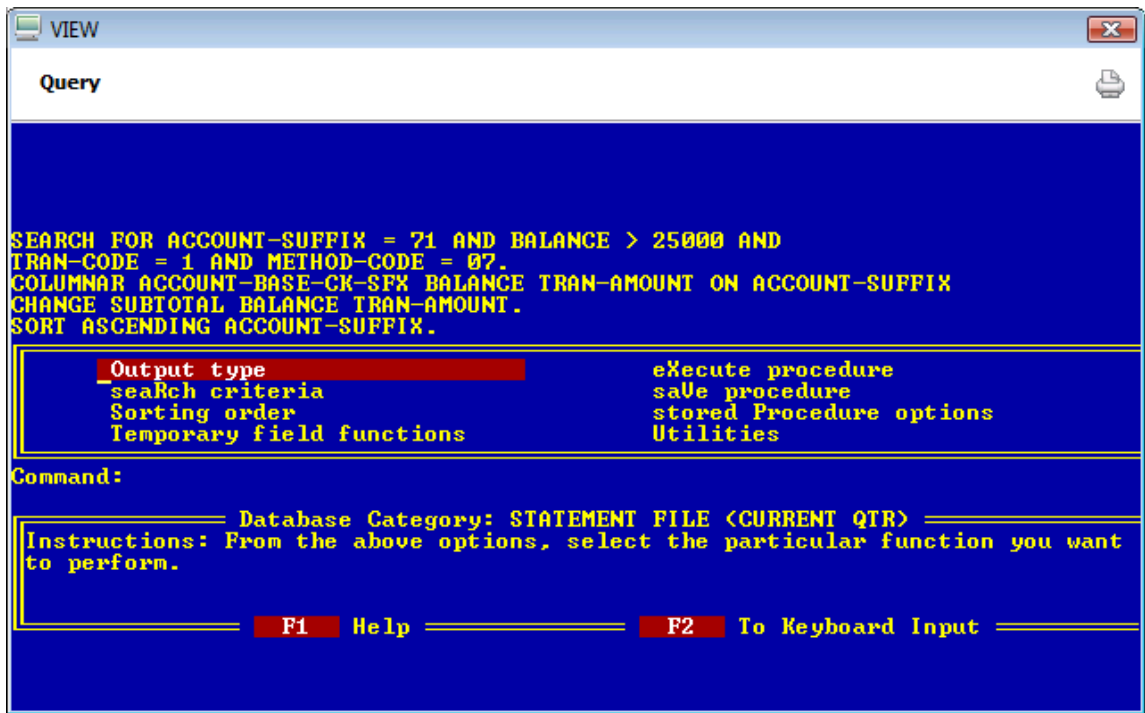 VIEW
Query
SEARCH FOR ACCOUNT-SUFFIX = 71 AND BALANCE > 25000 AND
TRAN-CODE = 1 AND METHOD-CODE = 07.
COLUMNAR ACCOUNT-BASE-CK-SFX BALANCE TRAN-AMOUNT ON ACCOUNT-SUFFIX
CHANGE SUBTOTAL BALANCE TRAN-AMOUNT.
SORT ASCENDING ACCOUNT-SUFFIX.
Output type eXecute procedure
seaRch criteria saVe procedure
Sorting order stored Procedure options
Temporary field functions Utilities
Command:
Database Category: STATEMENT FILE (CURRENT QTR)
Instructions: From the above options, select the particular function you want
to perform.
F1 Help F2 To Keyboard Input